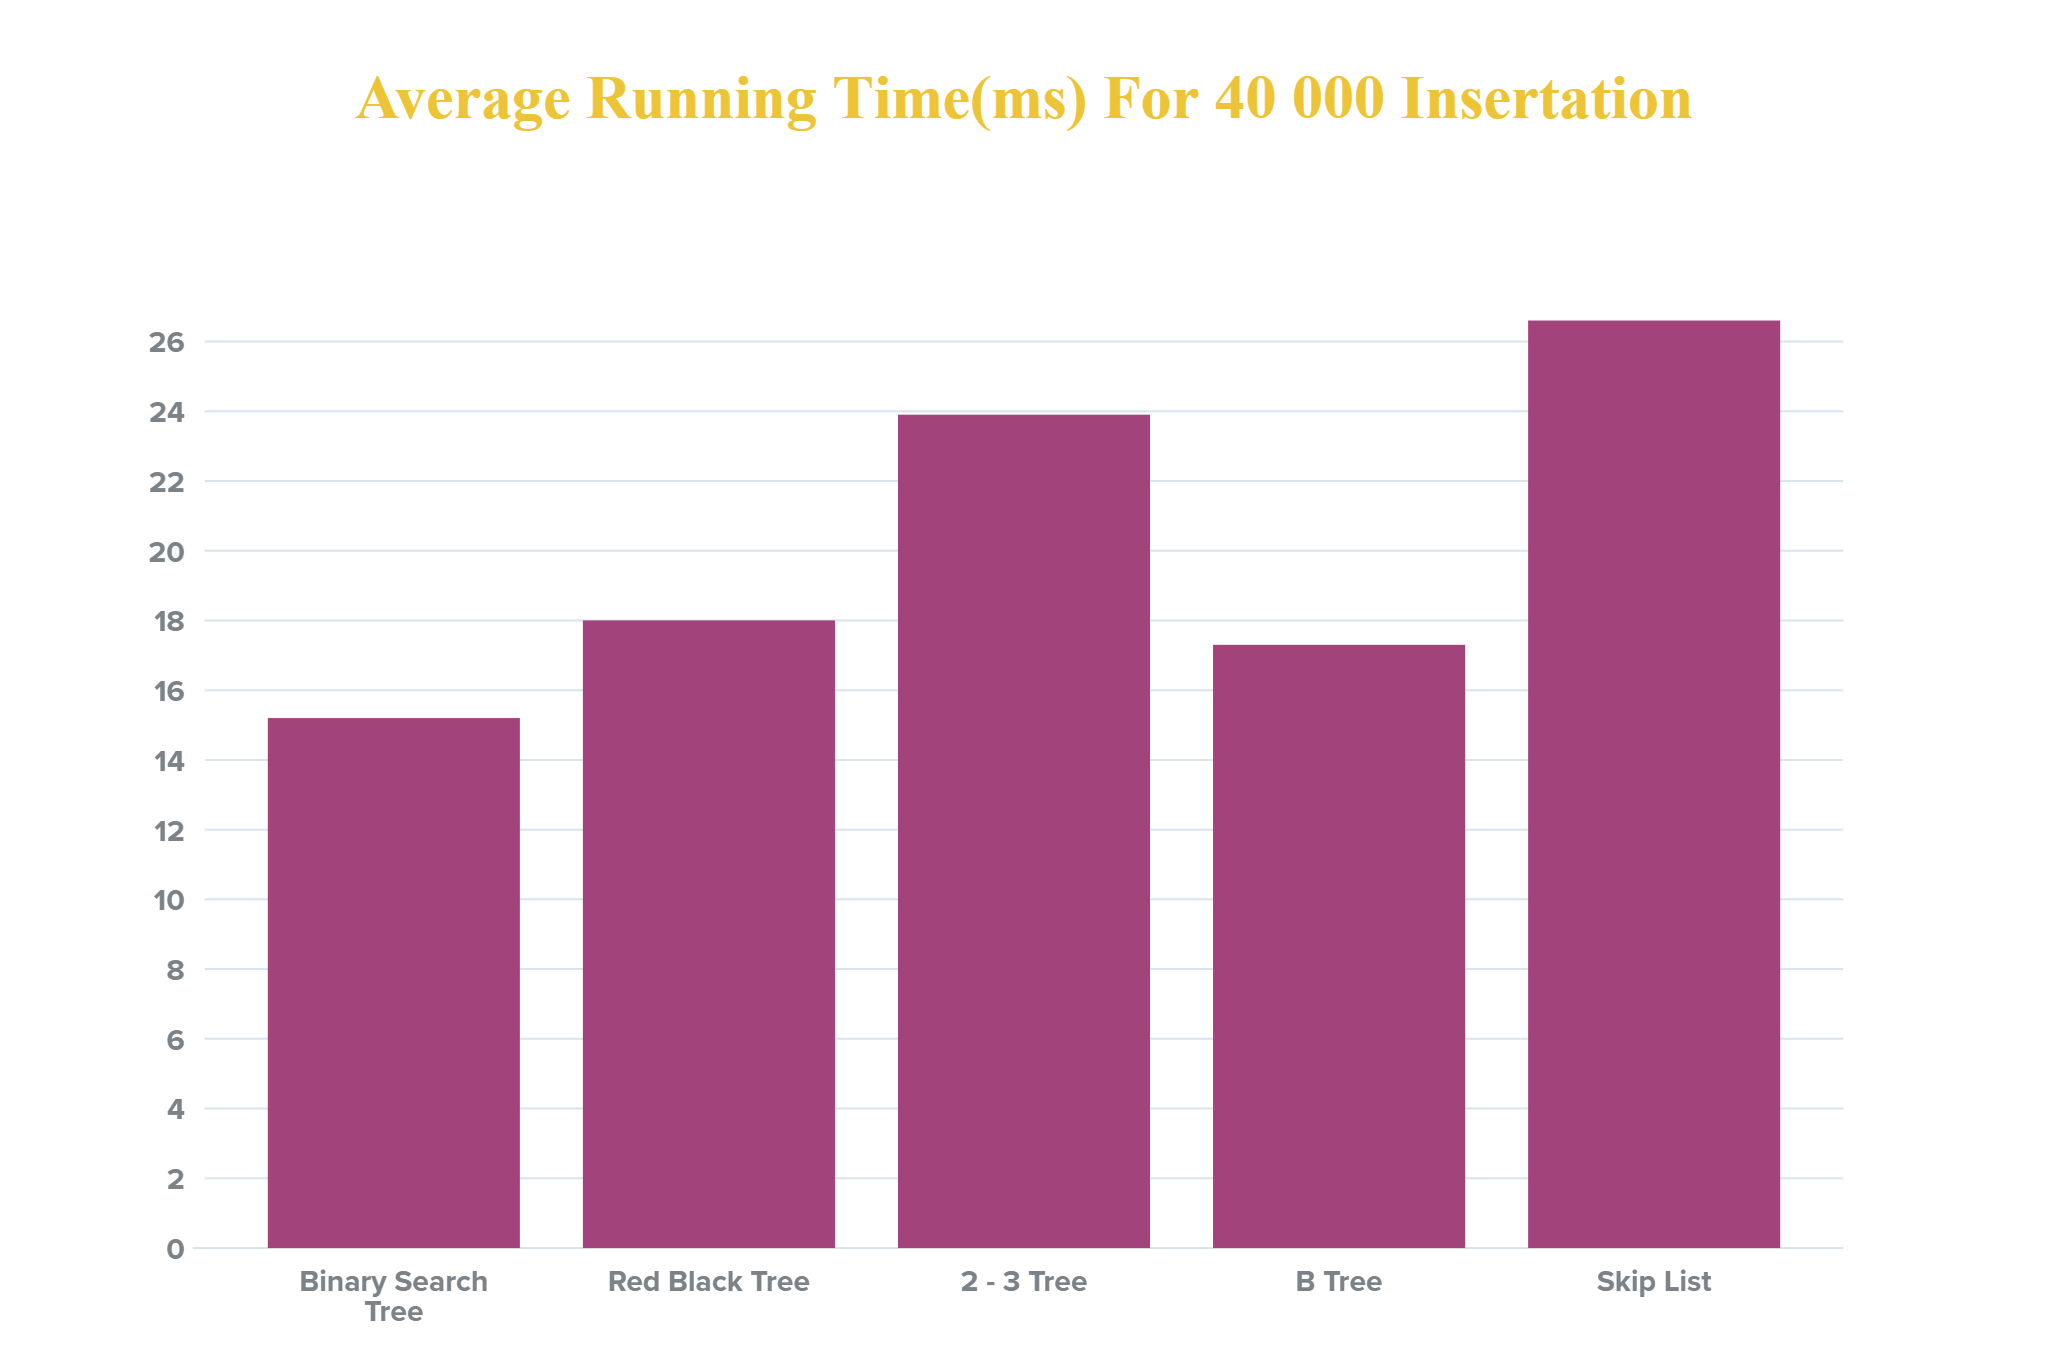 Average Running Time(ms) For 40 000 Insertation
26
24
22
20
18
16
14
12
10
8
6
4
2
0
Binary Search
Tree
Red Black Tree
2 - 3 Tree
B Tree
Skip List